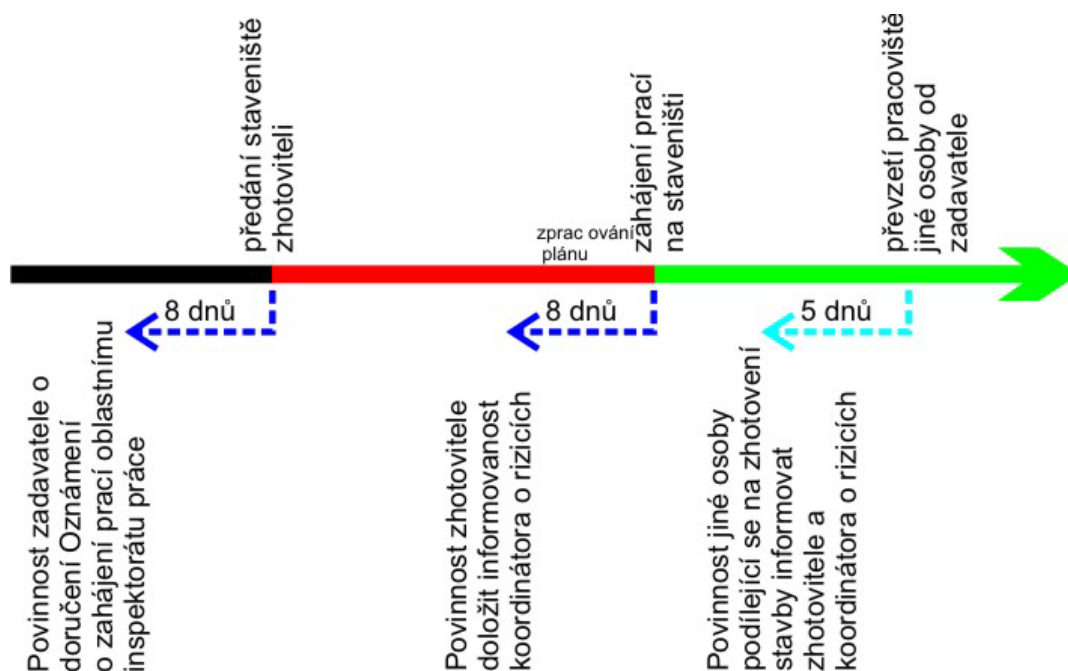 předání staveniště
zhotoviteli
zprac ování
plánu
zahájení prací
na staveništi
převzetí pracoviště
jiné osoby od
zadavatele
8 dnů
8 dnů
5 dnů
Povinnost zadavatele o
doručení Oznámení
o zahájení prací oblastnímu
inspektorátu práce
Povinnost zhotovitele
doložit informovanost
koordinátora o rizicích
Povinnost jiné osoby
podílející se na zhotovení
stavby informovat
zhotovitele a
koordinátora o rizicích